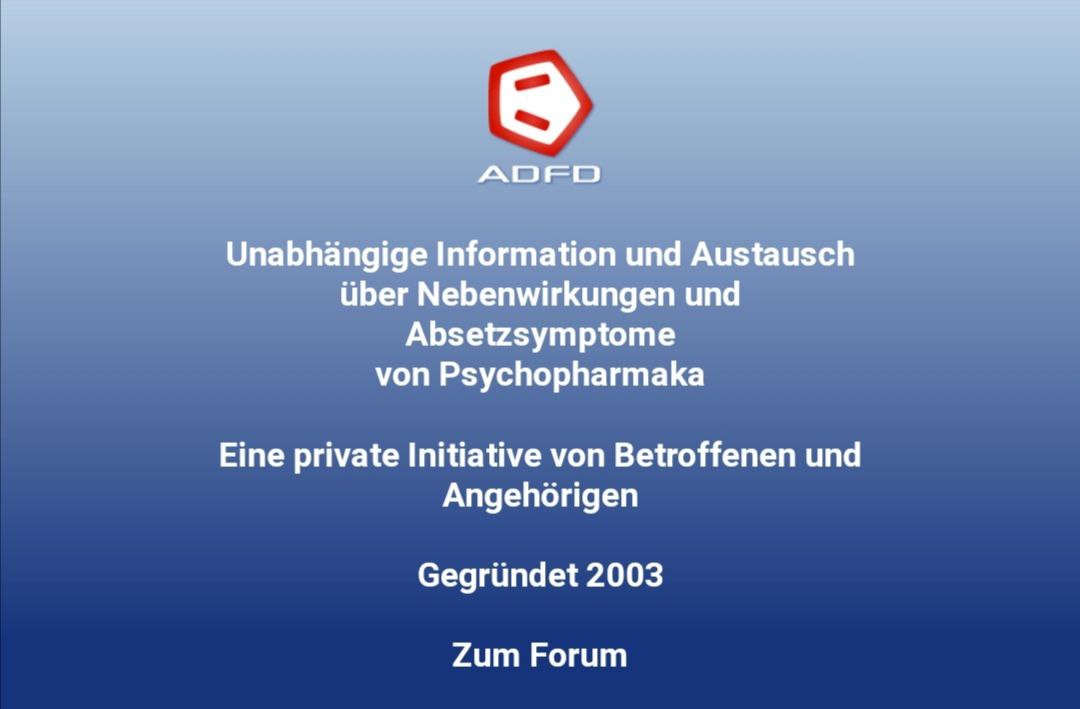 ADFD
Unabhängige Information und Austausch
über Nebenwirkungen und
Absetzsymptome
von Psychopharmaka
Eine private Initiative von Betroffenen und
Angehörigen
Gegründet 2003
Zum Forum